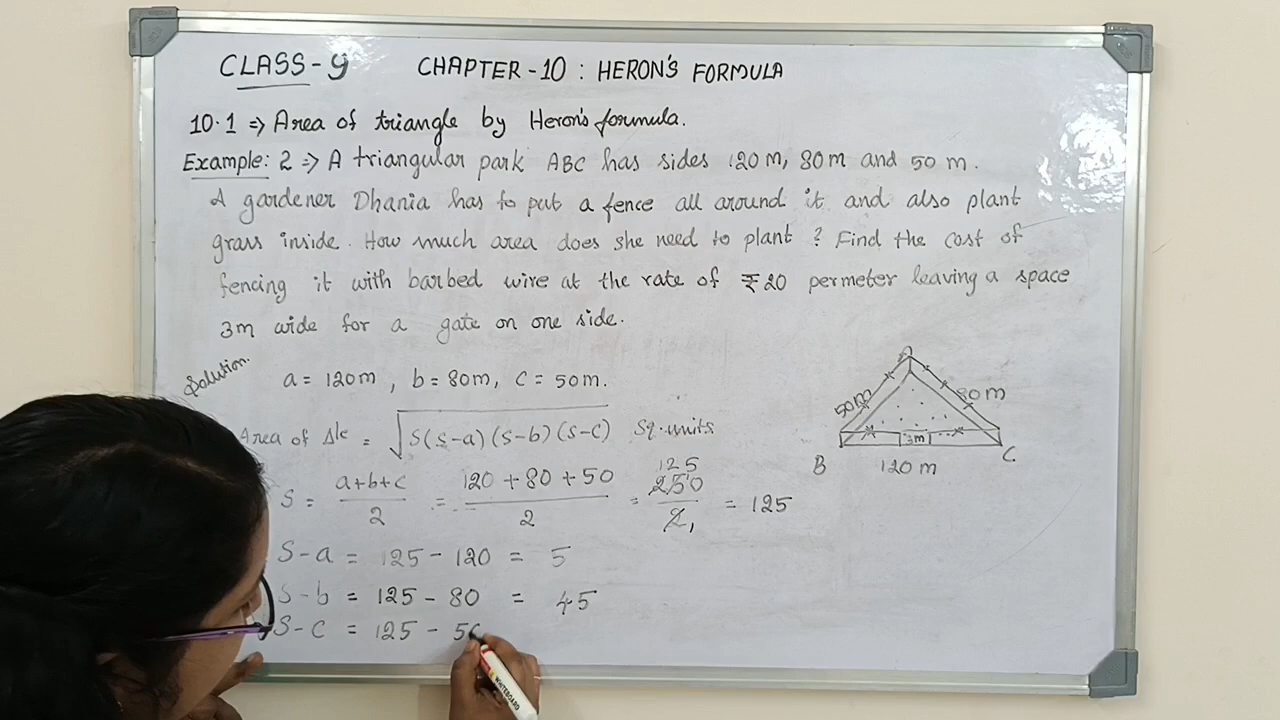 CLASS-9 CHAPTER-10 : HERON'S FORMULA
10.1 => Area of triangle by Heron's formula.
Example: 2 => A triangular park ABC has sides 120 m, 80 m and 50 m.
A gardener Dhania has to put a fence all around it and also plant
grass inside. How much area does she need to plant ? Find the cost of
fencing it with barbed wire at the rate of ₹20 permeter leaving a space
3m wide for a gate on one side.
Solution.
a = 120m , b = 80m, c = 50m.
Area of Δle = √S(s-a) (s-b) (s-c) Sq.units
S = a+b+c/2 = 120 + 80 + 50/2 = 125 250/2 1 = 125
S-a = 125 - 120 = 5
S-b = 125 - 80 = 45
S-c = 125 - 50
50m 80m
3m
B 120 m C
WHITEBOARD